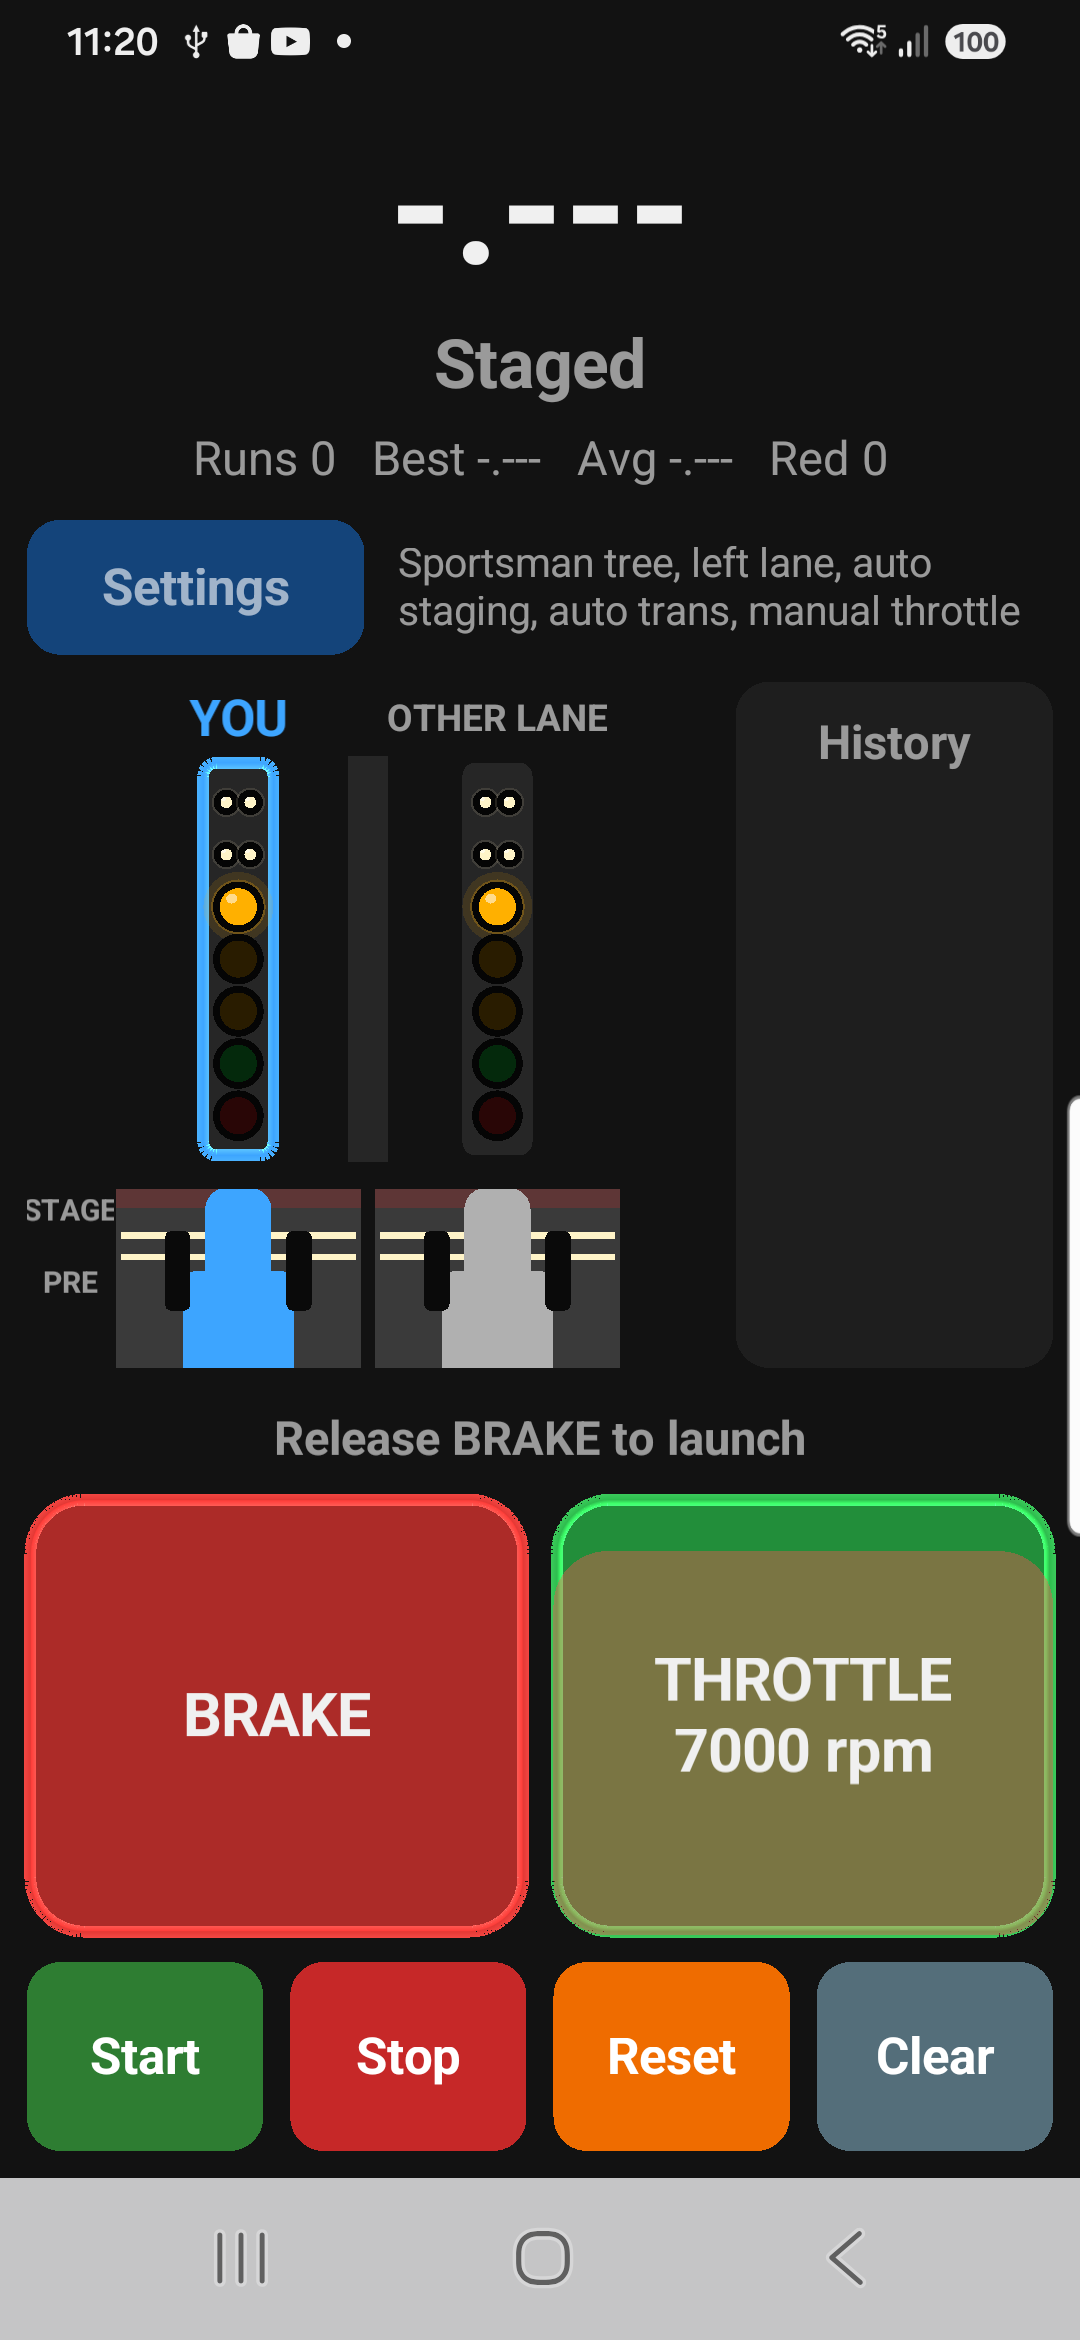 11:20
5
100
-.---
Staged
Runs 0 Best -.--- Avg -.--- Red 0
Settings
Sportsman tree, left lane, auto
staging, auto trans, manual throttle
YOU
OTHER LANE
History
STAGE
PRE
Release BRAKE to launch
BRAKE
THROTTLE
7000 rpm
Start
Stop
Reset
Clear